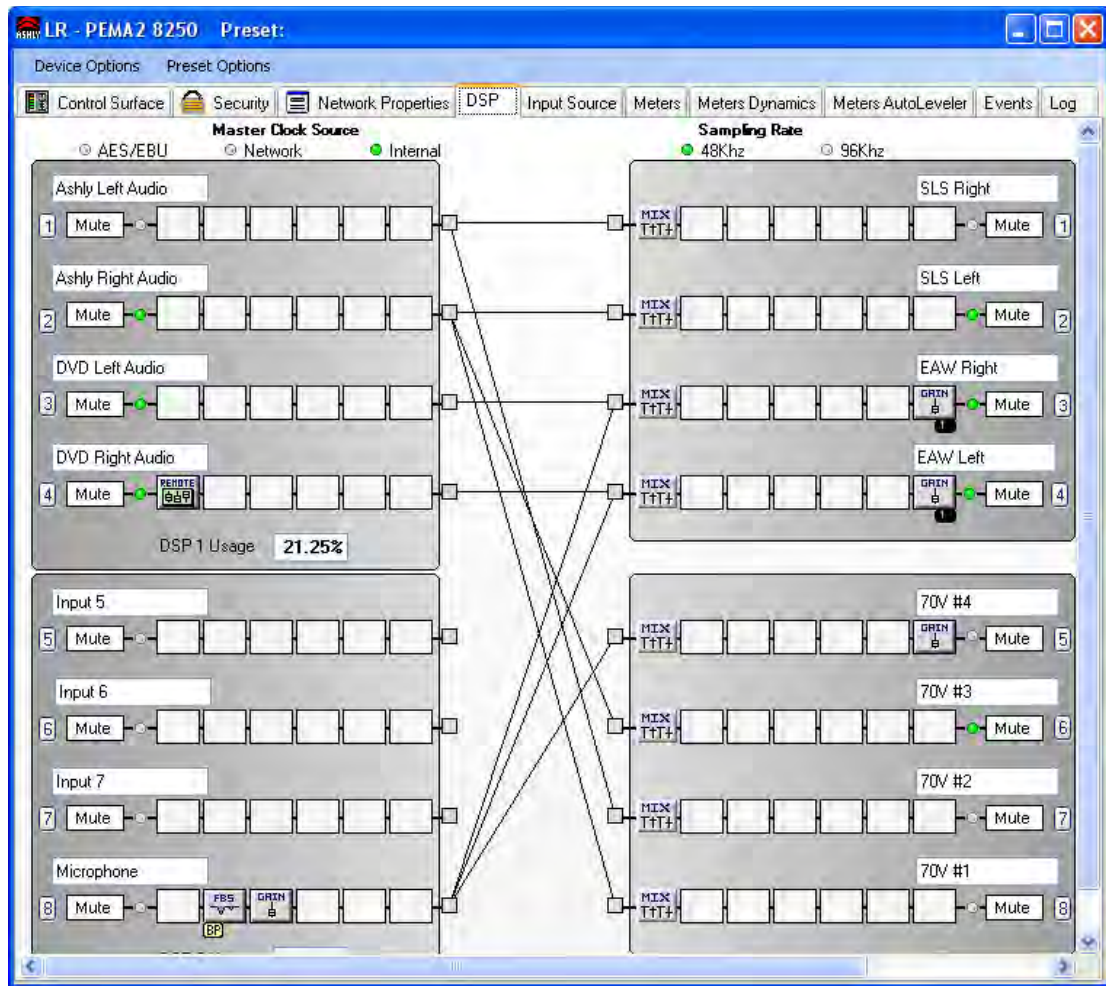 ASHLY LR - PEMA2 8250 Preset:
Device Options Preset Options
Control Surface Security Network Properties DSP Input Source Meters Meters Dynamics Meters AutoLeveler Events Log
Master Clock Source Sampling Rate
AES/EBU Network Internal 48Khz 96Khz
Ashly Left Audio SLS Right
1 Mute MIX Mute 1
Ashly Right Audio SLS Left
2 Mute MIX Mute 2
DVD Left Audio EAW Right
3 Mute MIX GAIN Mute 3
1
DVD Right Audio EAW Left
4 Mute REMOTE MIX GAIN Mute 4
1
DSP 1 Usage 21.25%
Input 5 70V #4
5 Mute MIX GAIN Mute 5
Input 6 70V #3
6 Mute MIX Mute 6
Input 7 70V #2
7 Mute MIX Mute 7
Microphone 70V #1
8 Mute FBS GAIN MIX Mute 8
BP